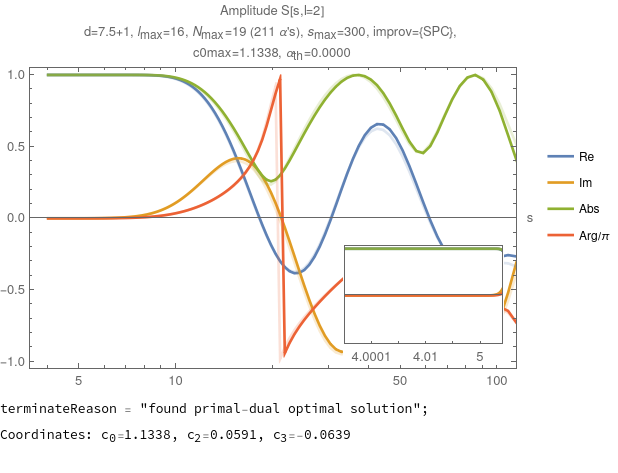 Amplitude S[s,l=2]
d=7.5+1, lmax=16, Nmax=19 (211 α's), smax=300, improv={SPC},
c0max=1.1338, αth=0.0000
1.0
0.5
0.0
−0.5
−1.0
5
10
50
100
s
4.0001
4.01
5
Re
Im
Abs
Arg/π
terminateReason = "found primal-dual optimal solution";
Coordinates: c0=1.1338, c2=0.0591, c3=-0.0639